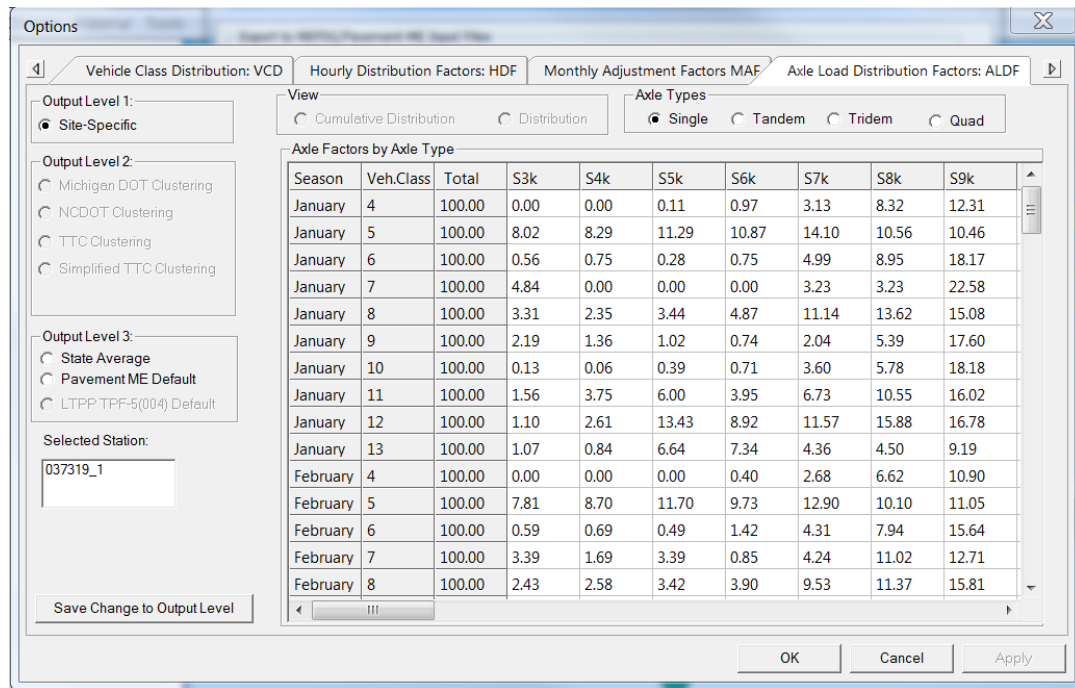 Options
Vehicle Class Distribution: VCD Hourly Distribution Factors: HDF Monthly Adjustment Factors MAF Axle Load Distribution Factors: ALDF
Output Level 1:
Site-Specific
Output Level 2:
Michigan DOT Clustering
NCDOT Clustering
TTC Clustering
Simplified TTC Clustering
Output Level 3:
State Average
Pavement ME Default
LTPP TPF-5(004) Default
Selected Station:
037319_1
Save Change to Output Level
View
Cumulative Distribution Distribution
Axle Types
Single Tandem Tridem Quad
Axle Factors by Axle Type
Season Veh.Class Total S3k S4k S5k S6k S7k S8k S9k
January 4 100.00 0.00 0.00 0.11 0.97 3.13 8.32 12.31
January 5 100.00 8.02 8.29 11.29 10.87 14.10 10.56 10.46
January 6 100.00 0.56 0.75 0.28 0.75 4.99 8.95 18.17
January 7 100.00 4.84 0.00 0.00 0.00 3.23 3.23 22.58
January 8 100.00 3.31 2.35 3.44 4.87 11.14 13.62 15.08
January 9 100.00 2.19 1.36 1.02 0.74 2.04 5.39 17.60
January 10 100.00 0.13 0.06 0.39 0.71 3.60 5.78 18.18
January 11 100.00 1.56 3.75 6.00 3.95 6.73 10.55 16.02
January 12 100.00 1.10 2.61 13.43 8.92 11.57 15.88 16.78
January 13 100.00 1.07 0.84 6.64 7.34 4.36 4.50 9.19
February 4 100.00 0.00 0.00 0.00 0.40 2.68 6.62 10.90
February 5 100.00 7.81 8.70 11.70 9.73 12.90 10.10 11.05
February 6 100.00 0.59 0.69 0.49 1.42 4.31 7.94 15.64
February 7 100.00 3.39 1.69 3.39 0.85 4.24 11.02 12.71
February 8 100.00 2.43 2.58 3.42 3.90 9.53 11.37 15.81
OK Cancel Apply